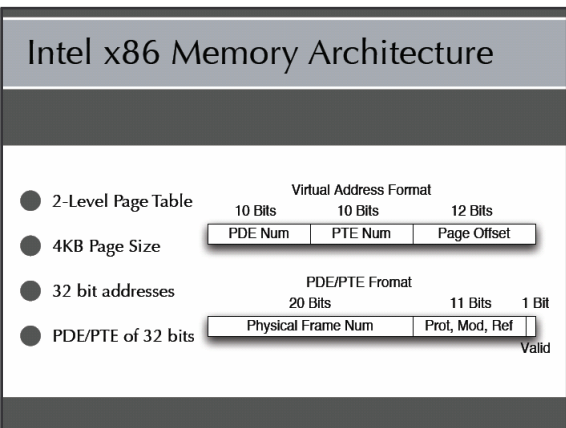 Intel x86 Memory Architecture
2-Level Page Table
4KB Page Size
32 bit addresses
PDE/PTE of 32 bits
Virtual Address Format
10 Bits 10 Bits 12 Bits
PDE Num PTE Num Page Offset
PDE/PTE Fromat
20 Bits 11 Bits 1 Bit
Physical Frame Num Prot, Mod, Ref
Valid